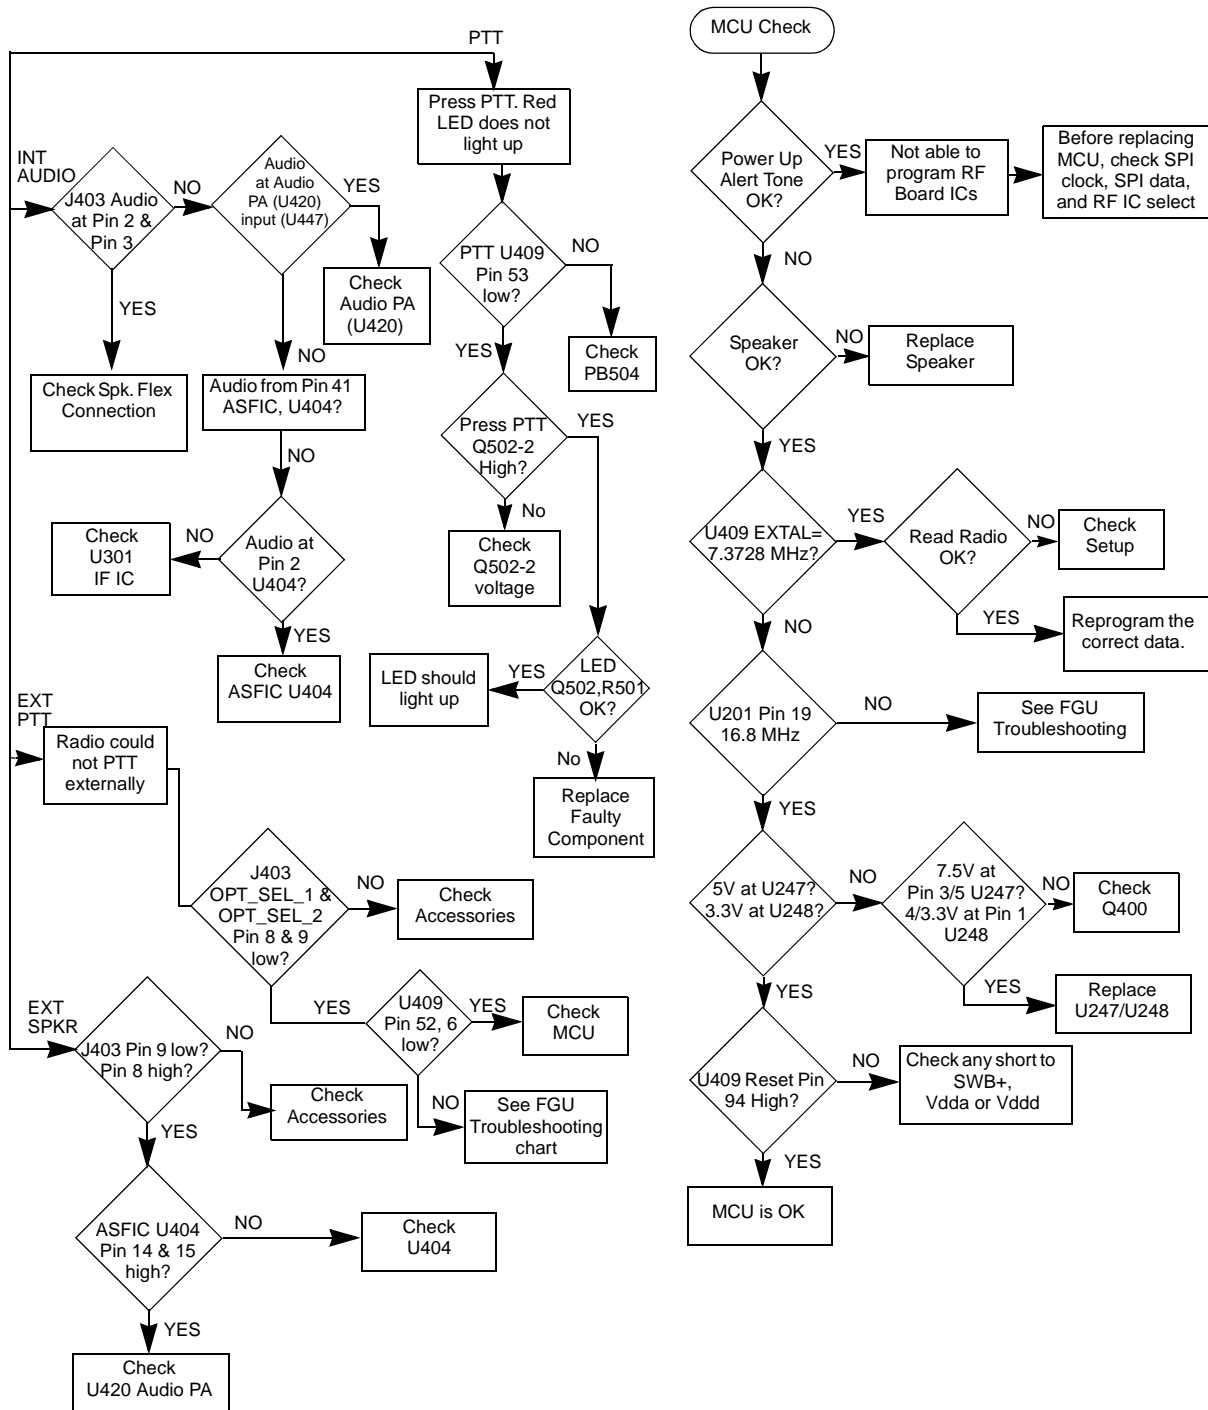 PTT
Press PTT. Red
LED does not
light up
INT
AUDIO
J403 Audio
at Pin 2 &
Pin 3
NO
Audio
at Audio
PA (U420)
input (U447)
YES
Check
Audio PA
(U420)
YES
Check Spk. Flex
Connection
NO
Audio from Pin 41
ASFIC, U404?
NO
Audio at
Pin 2
U404?
NO
Check
U301
IF IC
YES
Check
ASFIC U404
PTT U409
Pin 53
low?
NO
Check
PB504
YES
Press PTT
Q502-2
High?
YES
No
Check
Q502-2
voltage
LED
Q502,R501
OK?
YES
LED should
light up
No
Replace
Faulty
Component
EXT
PTT
Radio could
not PTT
externally
J403
OPT_SEL_1 &
OPT_SEL_2
Pin 8 & 9
low?
NO
Check
Accessories
YES
U409
Pin 52, 6
low?
YES
Check
MCU
NO
See FGU
Troubleshooting
chart
EXT
SPKR
J403 Pin 9 low?
Pin 8 high?
NO
Check
Accessories
YES
ASFIC U404
Pin 14 & 15
high?
NO
Check
U404
YES
Check
U420 Audio PA
MCU Check
Power Up
Alert Tone
OK?
YES
Not able to
program RF
Board ICs
Before replacing
MCU, check SPI
clock, SPI data,
and RF IC select
NO
Speaker
OK?
NO
Replace
Speaker
YES
U409 EXTAL=
7.3728 MHz?
YES
Read Radio
OK?
NO
Check
Setup
YES
Reprogram the
correct data.
NO
U201 Pin 19
16.8 MHz
NO
See FGU
Troubleshooting
YES
5V at U247?
3.3V at U248?
NO
7.5V at
Pin 3/5 U247?
4/3.3V at Pin 1
U248
NO
Check
Q400
YES
Replace
U247/U248
YES
U409 Reset Pin
94 High?
NO
Check any short to
SWB+,
Vdda or Vddd
YES
MCU is OK